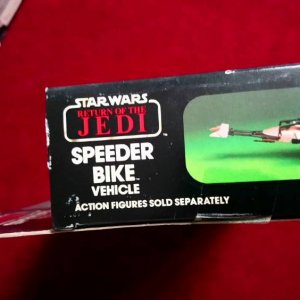 STAR WARS
RETURN OF THE
JEDI
SPEEDER
BIKE
VEHICLE
ACTION FIGURES SOLD SEPARATELY